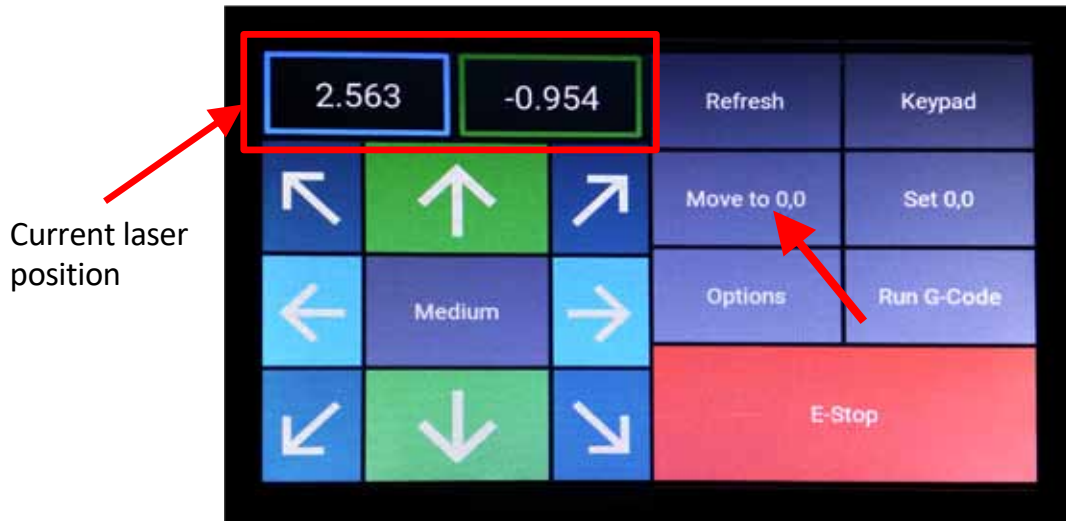 2.563 -0.954 Refresh Keypad
Move to 0,0 Set 0,0
Current laser
position
Medium Options Run G-Code
E-Stop